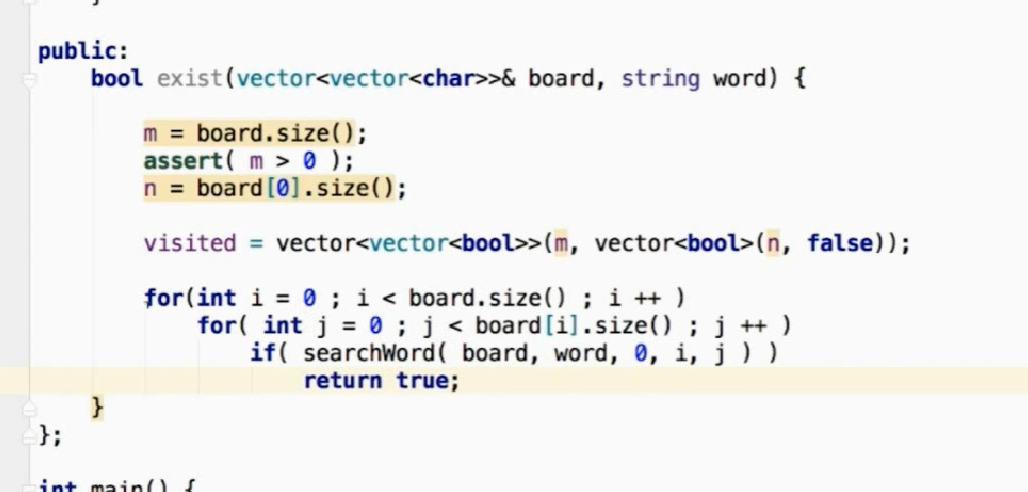 public:
bool exist(vector<vector<char>>& board, string word) {
m = board.size();
assert( m > 0 );
n = board[0].size();
visited = vector<vector<bool>>(m, vector<bool>(n, false));
for(int i = 0 ; i < board.size() ; i ++ )
for( int j = 0 ; j < board[i].size() ; j ++ )
if( searchWord( board, word, 0, i, j ) )
return true;
}
};
int main() {